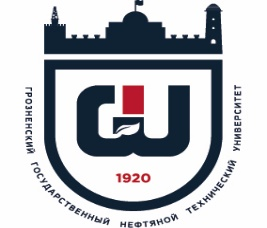 1920
ГРОЗНЕНСКИЙ ГОСУДАРСТВЕННЫЙ НЕФТЯНОЙ ТЕХНИЧЕСКИЙ УНИВЕРСИТЕТ